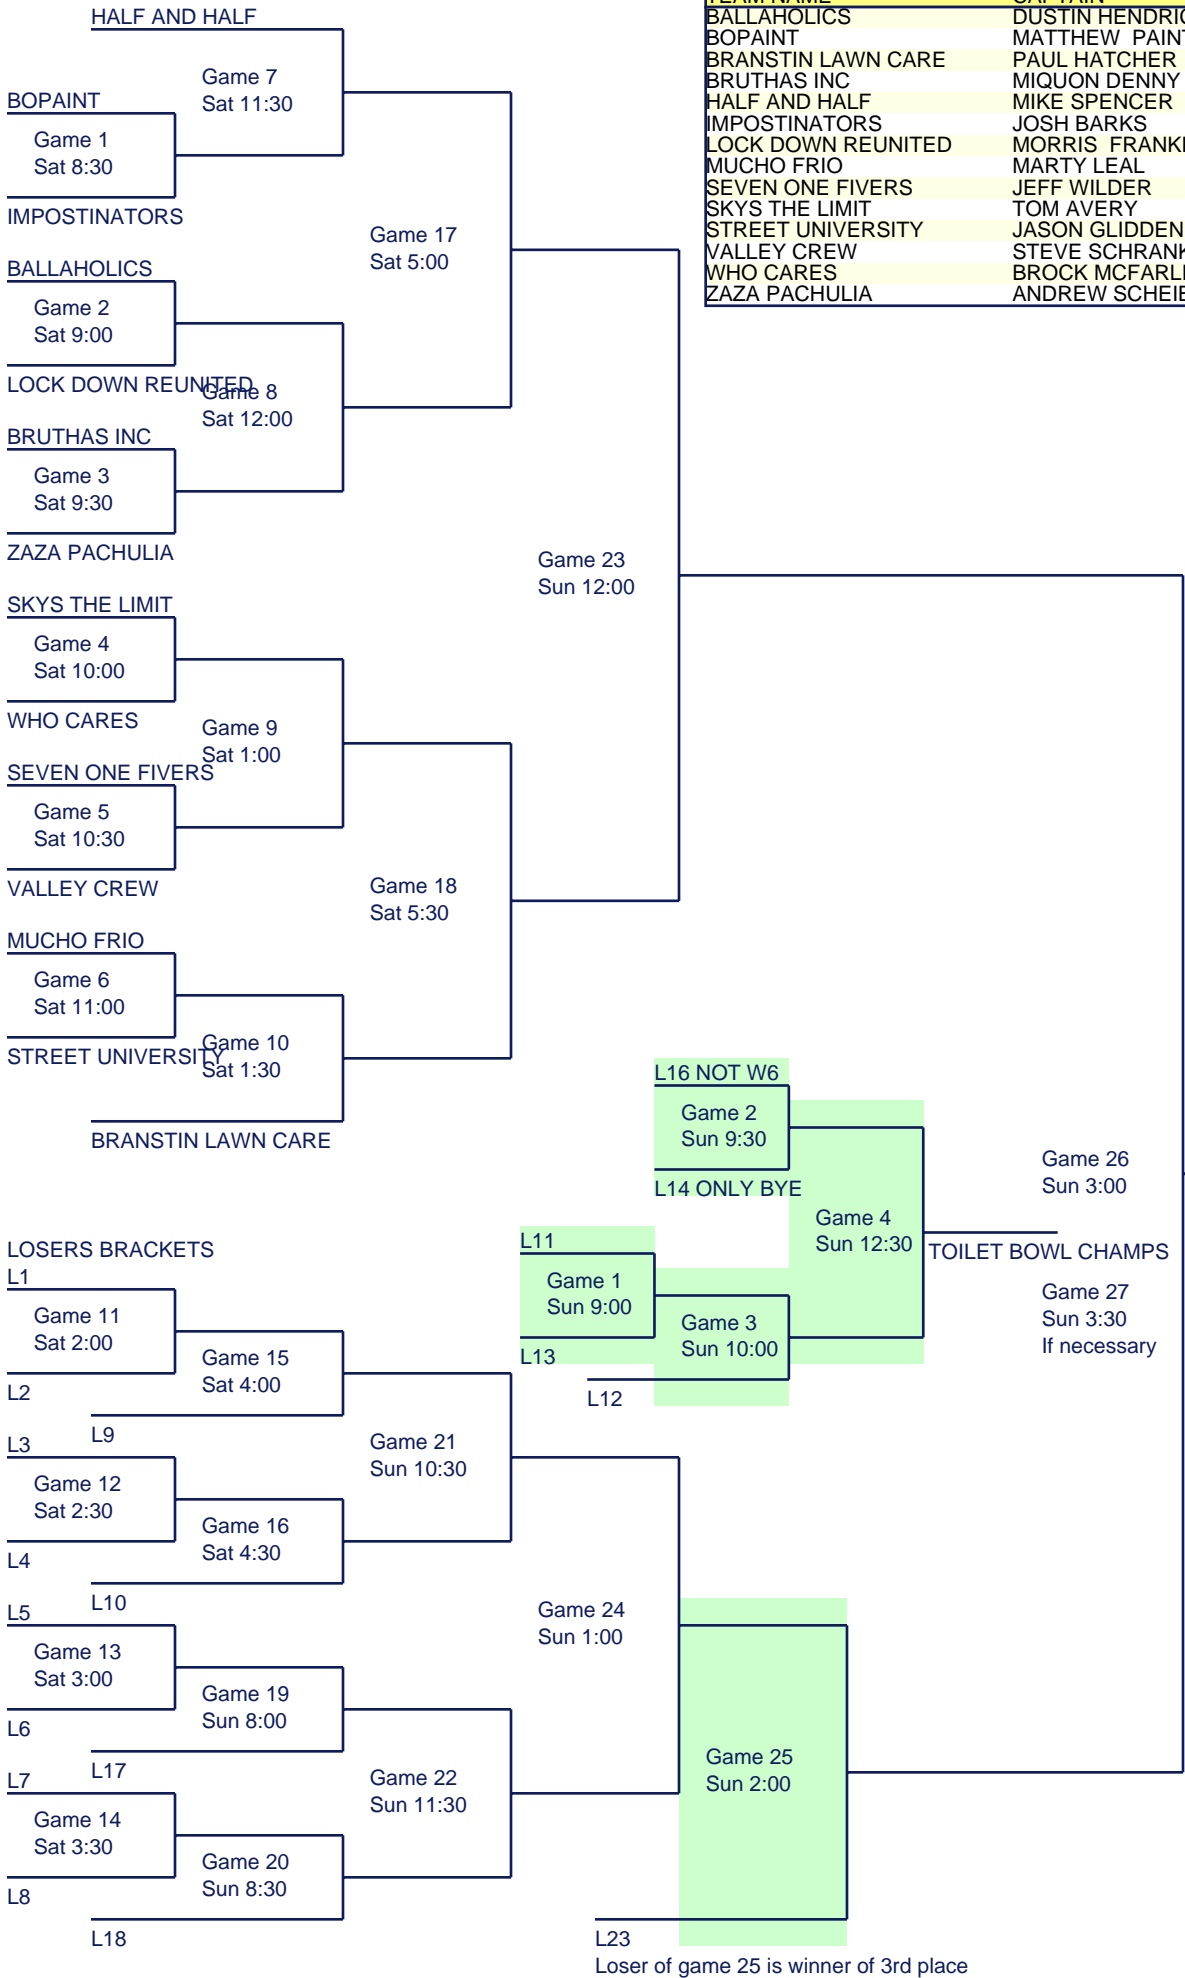 HALF AND HALF
Game 7
Sat 11:30
BOPAINT
Game 1
Sat 8:30
IMPOSTINATORS
Game 17
Sat 5:00
BALLAHOLICS
Game 2
Sat 9:00
LOCK DOWN REUNITED
Game 8
Sat 12:00
BRUTHAS INC
Game 3
Sat 9:30
ZAZA PACHULIA
Game 23
Sun 12:00
SKYS THE LIMIT
Game 4
Sat 10:00
WHO CARES
Game 9
Sat 1:00
SEVEN ONE FIVERS
Game 5
Sat 10:30
VALLEY CREW
Game 18
Sat 5:30
MUCHO FRIO
Game 6
Sat 11:00
STREET UNIVERSITY
Game 10
Sat 1:30
BRANSTIN LAWN CARE
BALLAHOLICS DUSTIN
BOPAINT MATTHEW
BRANSTIN LAWN CARE PAUL HATCHER
BRUTHAS INC MIQUON DENNY
HALF AND HALF MIKE SPENCER
IMPOSTINATORS JOSH BARKS
LOCK DOWN REUNITED MORRIS
MUCHO FRIO MARTY LEAL
SEVEN ONE FIVERS JEFF WILDER
SKYS THE LIMIT TOM AVERY
STREET UNIVERSITY JASON GLIDDEN
VALLEY CREW STEVE
WHO CARES BROCK
ZAZA PACHULIA ANDREW
L16 NOT W6
Game 2
Sun 9:30
L14 ONLY BYE
Game 4
Sun 12:30
TOILET BOWL CHAMPS
L11
Game 1
Sun 9:00
L13
Game 3
Sun 10:00
L12
Game 26
Sun 3:00
Game 27
Sun 3:30
If necessary
LOSERS BRACKETS
L1
Game 11
Sat 2:00
L2
Game 15
Sat 4:00
L9
L3
Game 12
Sat 2:30
L4
Game 16
Sat 4:30
L10
Game 21
Sun 10:30
L5
Game 13
Sat 3:00
L6
Game 19
Sun 8:00
L17
L7
Game 14
Sat 3:30
L8
Game 20
Sun 8:30
L18
Game 22
Sun 11:30
Game 24
Sun 1:00
Game 25
Sun 2:00
L23
Loser of game 25 is winner of 3rd place